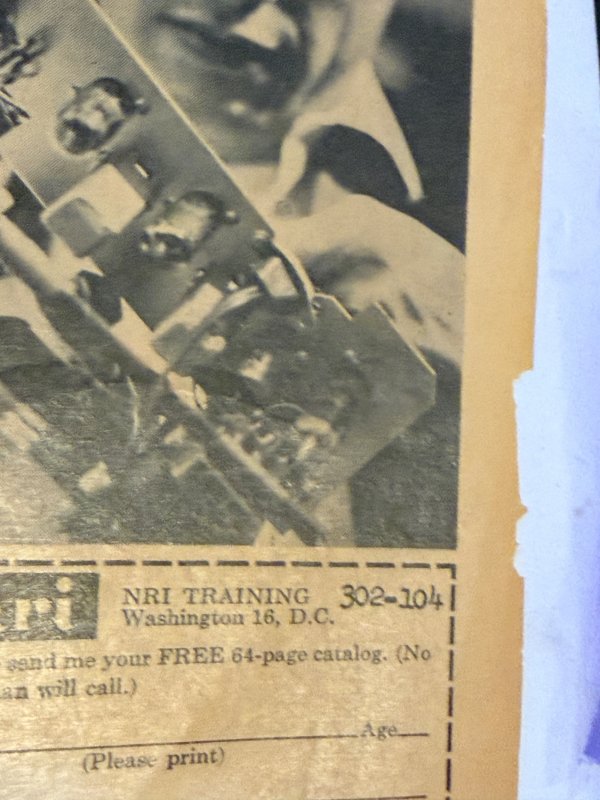 nri NRI TRAINING 302-104
Washington 16, D.C.
send me your FREE 64-page catalog. (No
an will call.)
Age
(Please print)